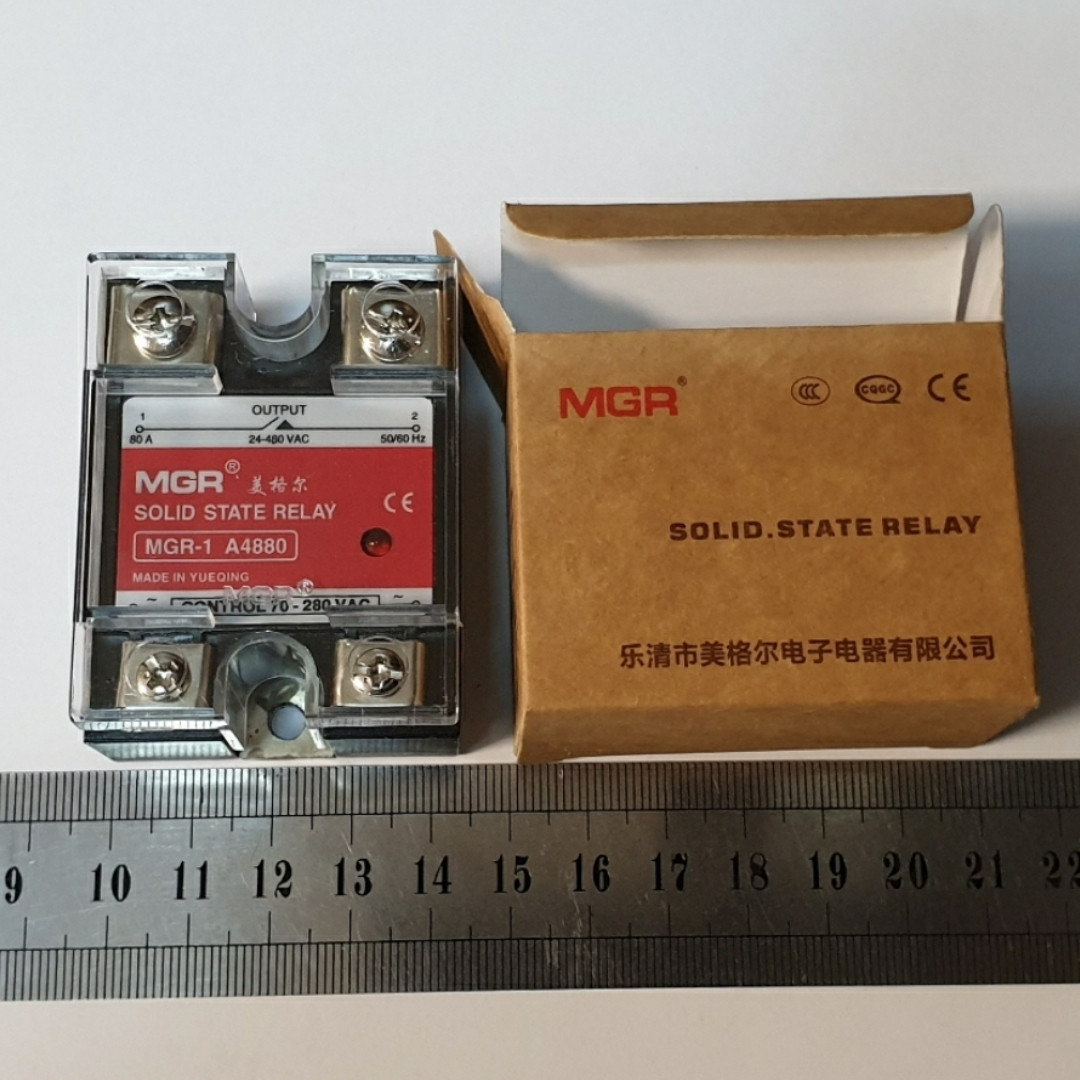 OUTPUT
1 2
80 A 24-480 VAC 50/60 Hz
MGR® 美格尔
SOLID STATE RELAY CE
MGR-1 A4880
MADE IN YUEQING
MGR®
~ CONTROL 70 - 280 VAC ~
MGR® CCC CQGC CE
SOLID.STATE RELAY
乐清市美格尔电子电器有限公司
9 10 11 12 13 14 15 16 17 18 19 20 21 22